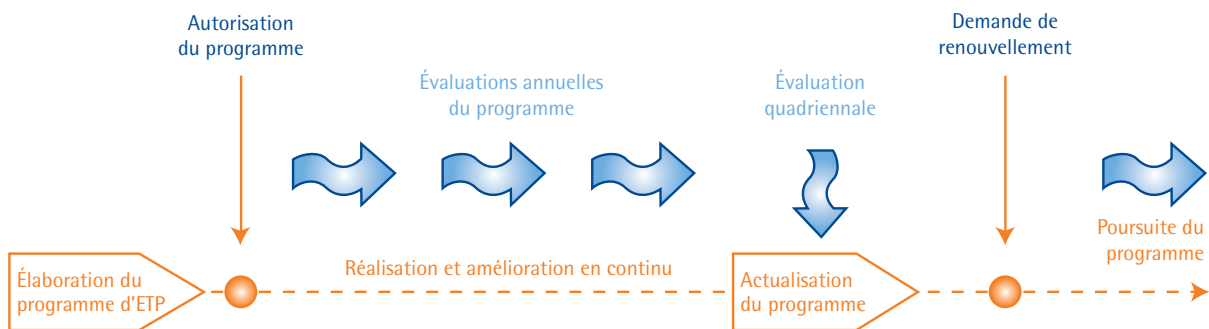 Autorisation
du programme
Demande de
renouvellement
Évaluations annuelles
du programme
Évaluation
quadriennale
Poursuite du
programme
Élaboration du
programme d'ETP
Réalisation et amélioration en continu
Actualisation
du programme